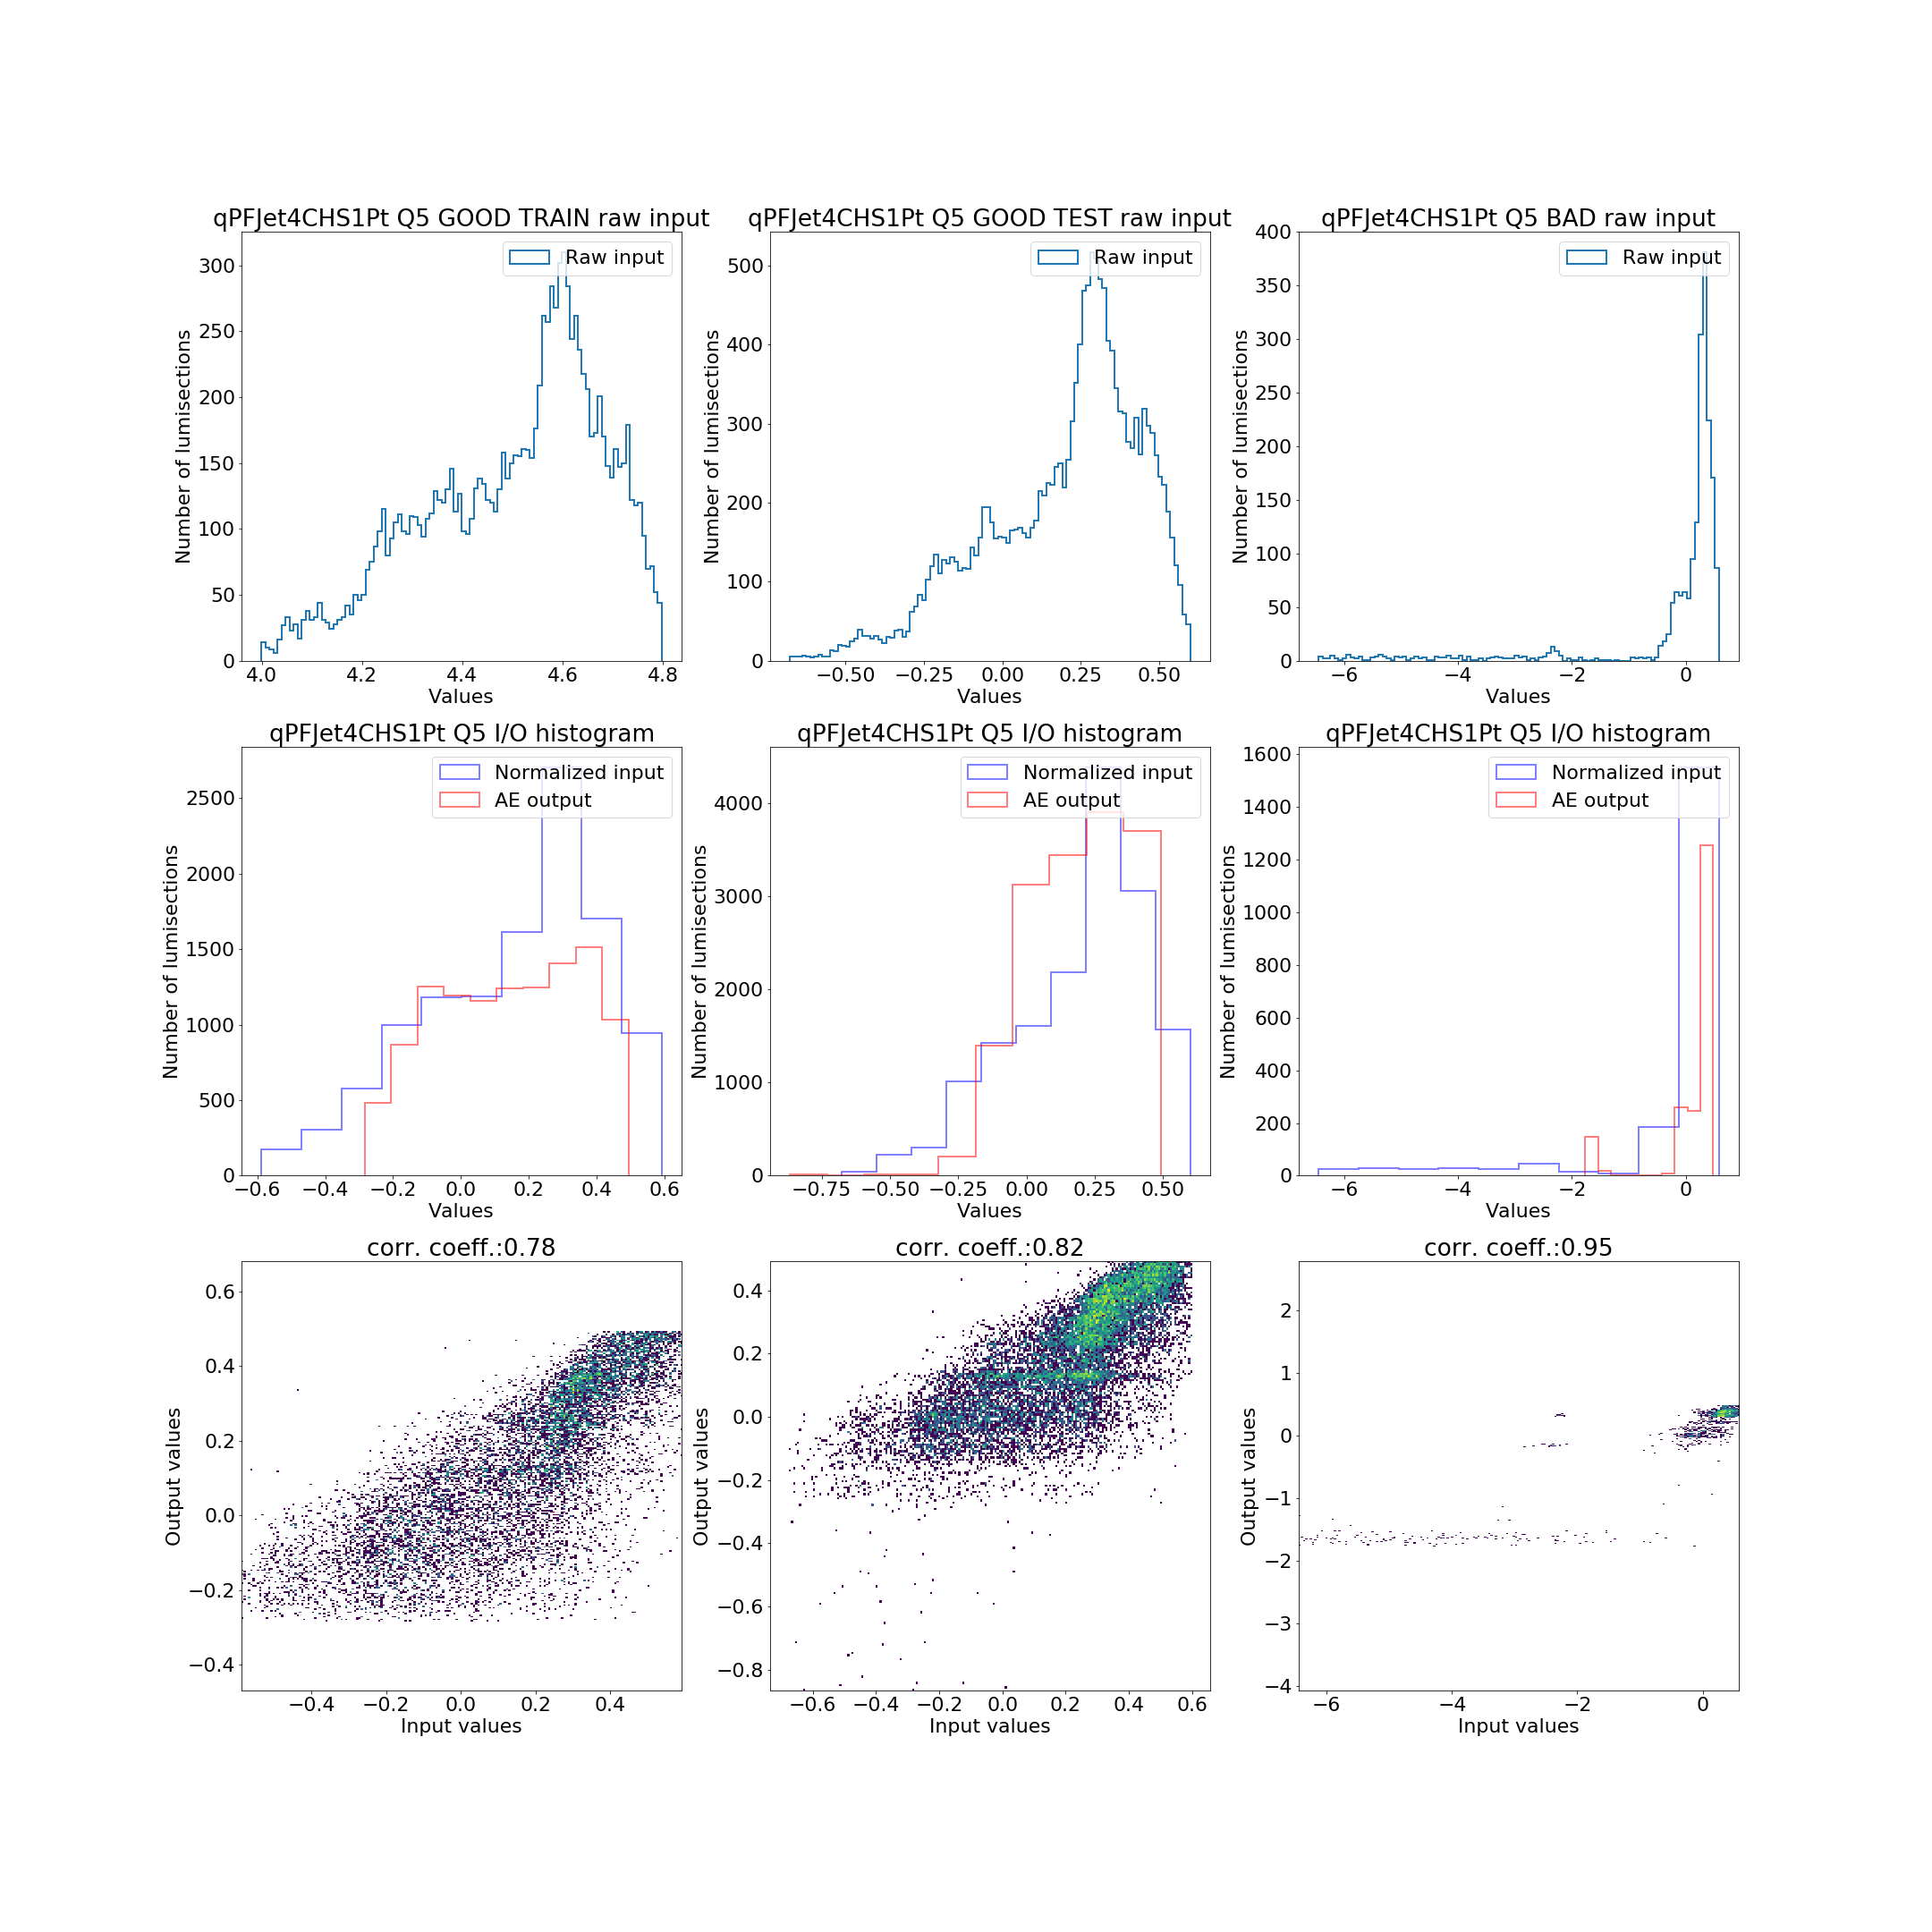 qPFJet4CHS1Pt Q5 GOOD TRAIN raw input
Raw input
300
250
200
150
100
50
0
Number of lumisections
4.0 4.2 4.4 4.6 4.8
Values
qPFJet4CHS1Pt Q5 GOOD TEST raw input
Raw input
500
400
300
200
100
0
Number of lumisections
−0.50 −0.25 0.00 0.25 0.50
Values
qPFJet4CHS1Pt Q5 BAD raw input
Raw input
400
350
300
250
200
150
100
50
0
Number of lumisections
−6 −4 −2 0
Values
qPFJet4CHS1Pt Q5 I/O histogram
Normalized input
AE output
2500
2000
1500
1000
500
0
Number of lumisections
−0.6 −0.4 −0.2 0.0 0.2 0.4 0.6
Values
qPFJet4CHS1Pt Q5 I/O histogram
Normalized input
AE output
4000
3000
2000
1000
0
Number of lumisections
−0.75 −0.50 −0.25 0.00 0.25 0.50
Values
qPFJet4CHS1Pt Q5 I/O histogram
Normalized input
AE output
1600
1400
1200
1000
800
600
400
200
0
Number of lumisections
−6 −4 −2 0
Values
corr. coeff.:0.78
0.6
0.4
0.2
0.0
−0.2
−0.4
Output values
−0.4 −0.2 0.0 0.2 0.4
Input values
corr. coeff.:0.82
0.4
0.2
0.0
−0.2
−0.4
−0.6
−0.8
Output values
−0.6 −0.4 −0.2 0.0 0.2 0.4 0.6
Input values
corr. coeff.:0.95
2
1
0
−1
−2
−3
−4
Output values
−6 −4 −2 0
Input values